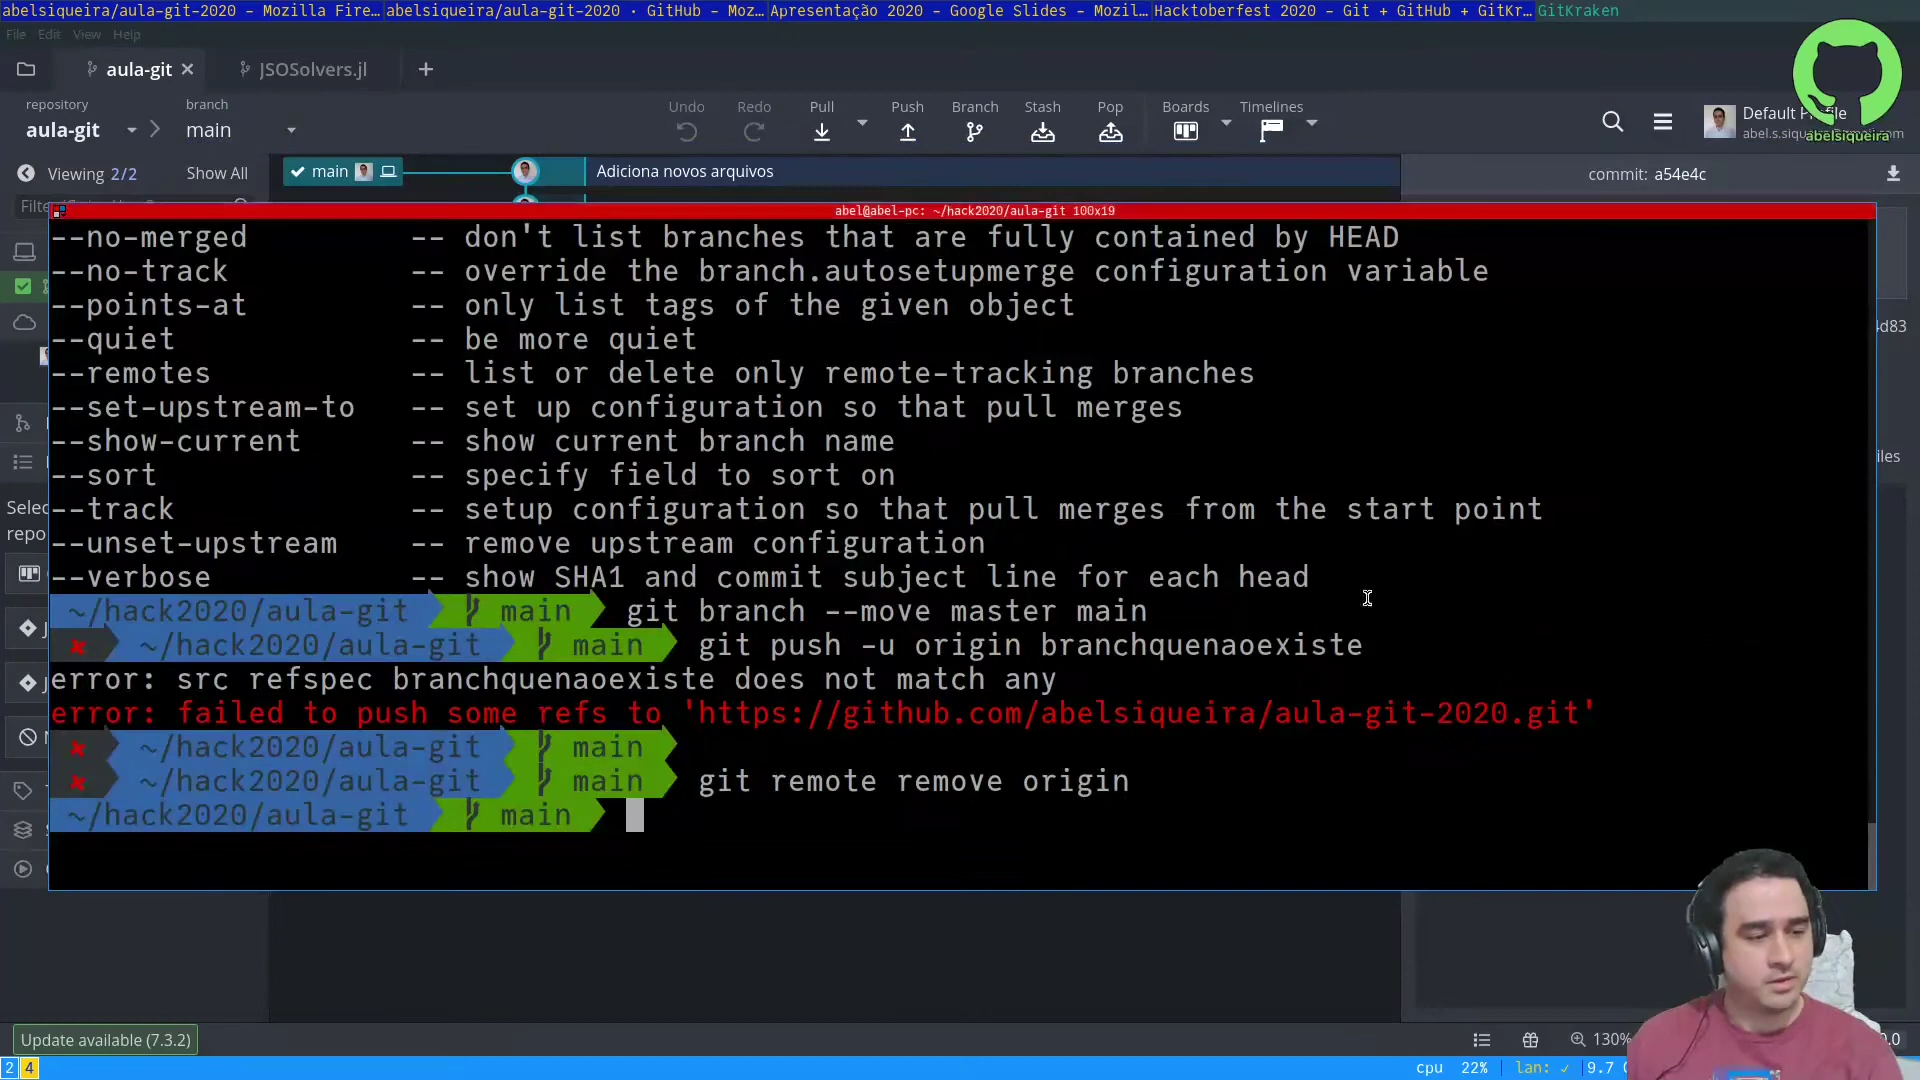 abelsiqueira/aula-git-2020 – Mozilla Fire… abelsiqueira/aula-git-2020 · GitHub – Moz… Apresentação 2020 – Google Slides – Mozil… Hacktoberfest 2020 – Git + GitHub + GitKr… GitKraken
File Edit View Help
aula-git JSOSolvers.jl
repository branch Undo Redo Pull Push Branch Stash Pop Boards Timelines
aula-git main
Default
abelsiqueira
Viewing 2/2 Show All
main Adiciona novos arquivos
commit: a54e4c
abel@abel-pc: ~/hack2020/aula-git 100x19
--no-merged -- don't list branches that are fully contained by HEAD
--no-track -- override the branch.autosetupmerge configuration variable
--points-at -- only list tags of the given object
--quiet -- be more quiet
--remotes -- list or delete only remote-tracking branches
--set-upstream-to -- set up configuration so that pull merges
--show-current -- show current branch name
--sort -- specify field to sort on
--track -- setup configuration so that pull merges from the start point
--unset-upstream -- remove upstream configuration
--verbose -- show SHA1 and commit subject line for each head
~/hack2020/aula-git main git branch --move master main
~/hack2020/aula-git main git push -u origin branchquenaoexiste
error: src refspec branchquenaoexiste does not match any
error: failed to push some refs to 'https://github.com/abelsiqueira/aula-git-2020.git'
~/hack2020/aula-git main
~/hack2020/aula-git main git remote remove origin
~/hack2020/aula-git main
Update available (7.3.2)
130%
2 4
cpu 22% lan: ✓ 9.7